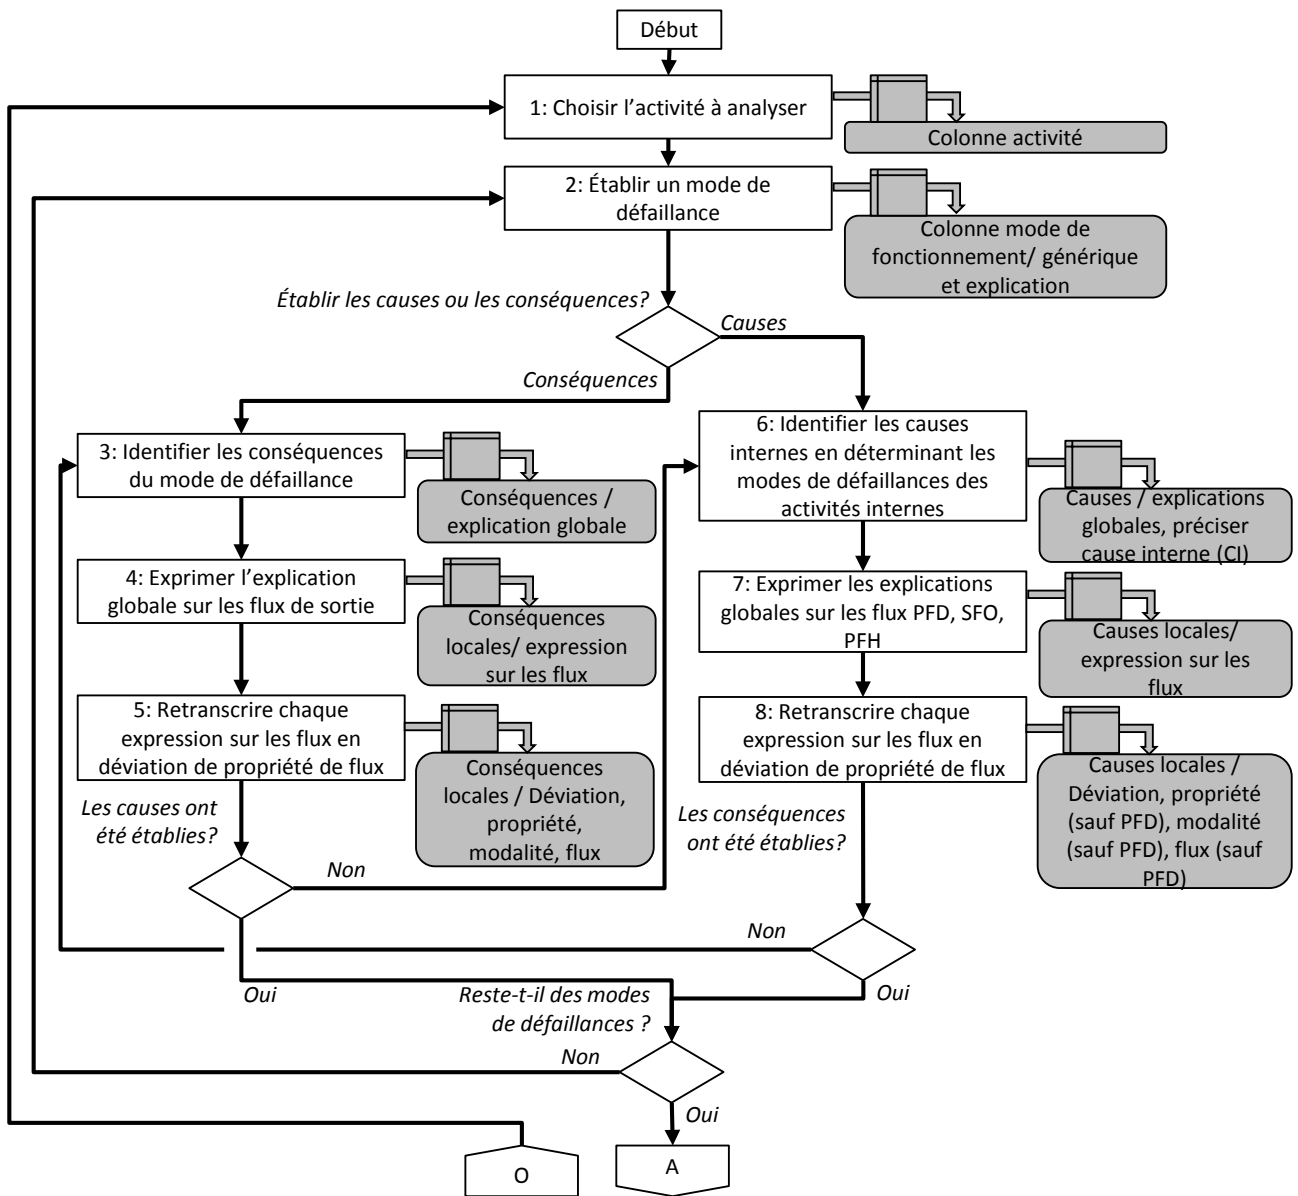 Début
1: Choisir l’activité à analyser
Colonne activité
2: Établir un mode de
défaillance
Colonne mode de
fonctionnement/ générique
et explication
Établir les causes ou les conséquences?
Causes
Conséquences
3: Identifier les conséquences
du mode de défaillance
Conséquences /
explication globale
6: Identifier les causes
internes en déterminant les
modes de défaillances des
activités internes
Causes / explications
globales, préciser
cause interne (CI)
4: Exprimer l’explication
globale sur les flux de sortie
Conséquences
locales/ expression
sur les flux
7: Exprimer les explications
globales sur les flux PFD, SFO,
PFH
Causes locales/
expression sur les
flux
5: Retranscrire chaque
expression sur les flux en
déviation de propriété de flux
Conséquences
locales / Déviation,
propriété,
modalité, flux
8: Retranscrire chaque
expression sur les flux en
déviation de propriété de flux
Causes locales /
Déviation, propriété
(sauf PFD), modalité
(sauf PFD), flux (sauf
PFD)
Les causes ont
été établies?
Non
Les conséquences
ont été établies?
Non
Oui
Oui
Reste-t-il des modes
de défaillances ?
Non
Oui
O
A